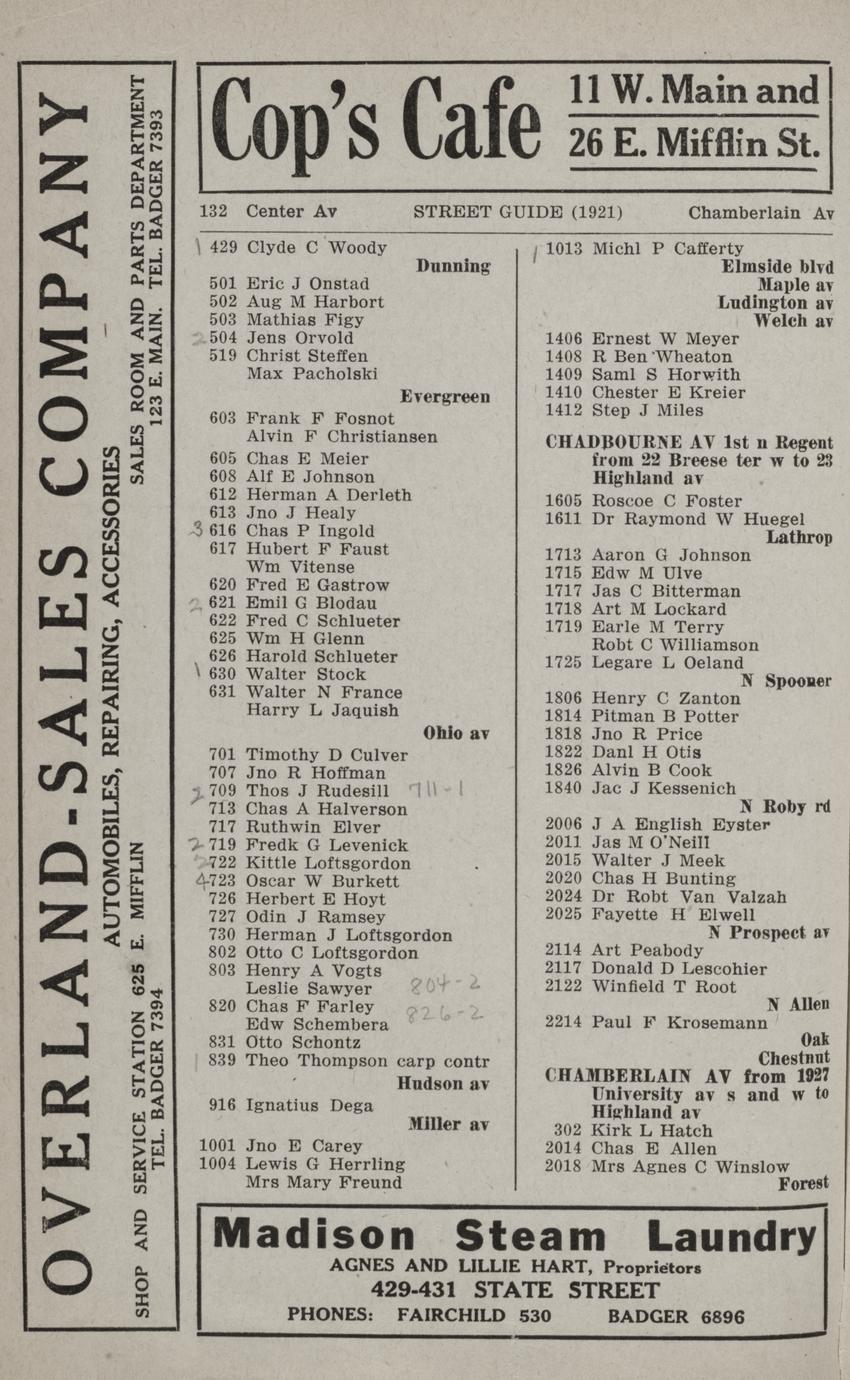 OVERLAND-SALES COMPANY
AUTOMOBILES, REPAIRING, ACCESSORIES
SHOP AND SERVICE STATION 625 E. MIFFLIN
TEL. BADGER 7394
SALES ROOM AND PARTS DEPARTMENT
123 E. MAIN. TEL. BADGER 7393
Cop's Cafe
11 W. Main and
26 E. Mifflin St.
132 Center Av STREET GUIDE (1921) Chamberlain Av
\ 429 Clyde C Woody
Dunning
501 Eric J Onstad
502 Aug M Harbort
503 Mathias Figy
2 504 Jens Orvold
519 Christ Steffen
Max Pacholski
Evergreen
603 Frank F Fosnot
Alvin F Christiansen
605 Chas E Meier
608 Alf E Johnson
612 Herman A Derleth
613 Jno J Healy
3 616 Chas P Ingold
617 Hubert F Faust
Wm Vitense
620 Fred E Gastrow
2 621 Emil G Blodau
622 Fred C Schlueter
625 Wm H Glenn
626 Harold Schlueter
\ 630 Walter Stock
631 Walter N France
Harry L Jaquish
Ohio av
701 Timothy D Culver
707 Jno R Hoffman
2 709 Thos J Rudesill 711-1
713 Chas A Halverson
717 Ruthwin Elver
2 719 Fredk G Levenick
722 Kittle Loftsgordon
4 723 Oscar W Burkett
726 Herbert E Hoyt
727 Odin J Ramsey
730 Herman J Loftsgordon
802 Otto C Loftsgordon
803 Henry A Vogts
Leslie Sawyer 804-2
820 Chas F Farley
Edw Schembera 826-2
831 Otto Schontz
839 Theo Thompson carp contr
Hudson av
916 Ignatius Dega
Miller av
1001 Jno E Carey
1004 Lewis G Herrling
Mrs Mary Freund
/ 1013 Michl P Cafferty
Elmside blvd
Maple av
Ludington av
Welch av
1406 Ernest W Meyer
1408 R Ben Wheaton
1409 Saml S Horwith
1410 Chester E Kreier
1412 Step J Miles
CHADBOURNE AV 1st n Regent
from 22 Breese ter w to 23
Highland av
1605 Roscoe C Foster
1611 Dr Raymond W Huegel
Lathrop
1713 Aaron G Johnson
1715 Edw M Ulve
1717 Jas C Bitterman
1718 Art M Lockard
1719 Earle M Terry
Robt C Williamson
1725 Legare L Oeland
N Spooner
1806 Henry C Zanton
1814 Pitman B Potter
1818 Jno R Price
1822 Danl H Otis
1826 Alvin B Cook
1840 Jac J Kessenich
N Roby rd
2006 J A English Eyster
2011 Jas M O'Neill
2015 Walter J Meek
2020 Chas H Bunting
2024 Dr Robt Van Valzah
2025 Fayette H Elwell
N Prospect av
2114 Art Peabody
2117 Donald D Lescohier
2122 Winfield T Root
N Allen
2214 Paul F Krosemann
Oak
Chestnut
CHAMBERLAIN AV from 1927
University av s and w to
Highland av
302 Kirk L Hatch
2014 Chas E Allen
2018 Mrs Agnes C Winslow
Forest
Madison Steam Laundry
AGNES AND LILLIE HART, Proprietors
429-431 STATE STREET
PHONES: FAIRCHILD 530 BADGER 6896